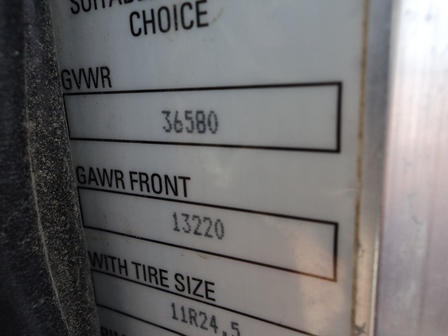 CHOICE
GVWR
36580
GAWR FRONT
13220
WITH TIRE SIZE
11R24.5